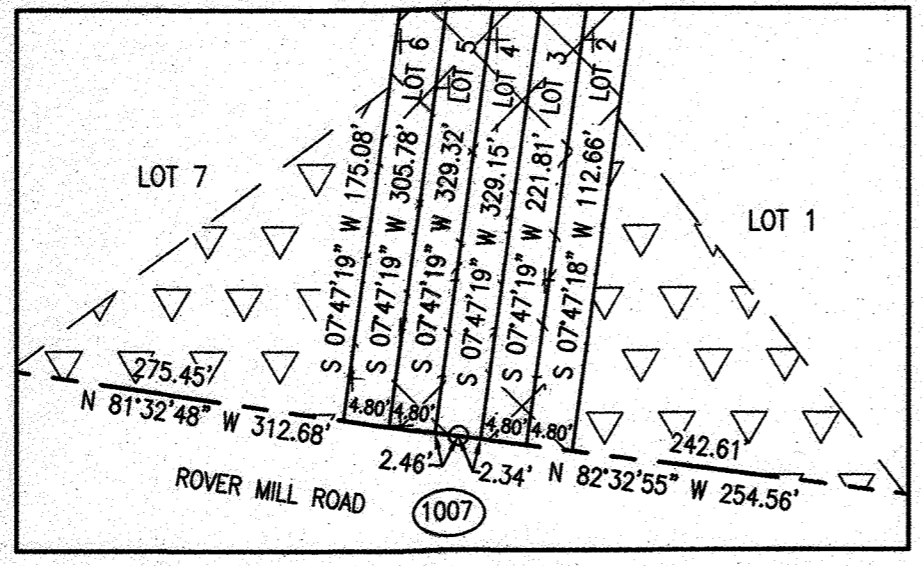 LOT 6
LOT 5
LOT 4
LOT 3
LOT 2
LOT 7
LOT 1
S 07°47'19" W 175.08'
S 07°47'19" W 305.78'
S 07°47'19" W 329.32'
S 07°47'19" W 329.15'
S 07°47'19" W 221.81'
S 07°47'18" W 112.66'
275.45'
4.80'
4.80'
4.80'
4.80'
242.61'
N 81°32'48" W 312.68'
2.46'
2.34'
N 82°32'55" W 254.56'
ROVER MILL ROAD
1007